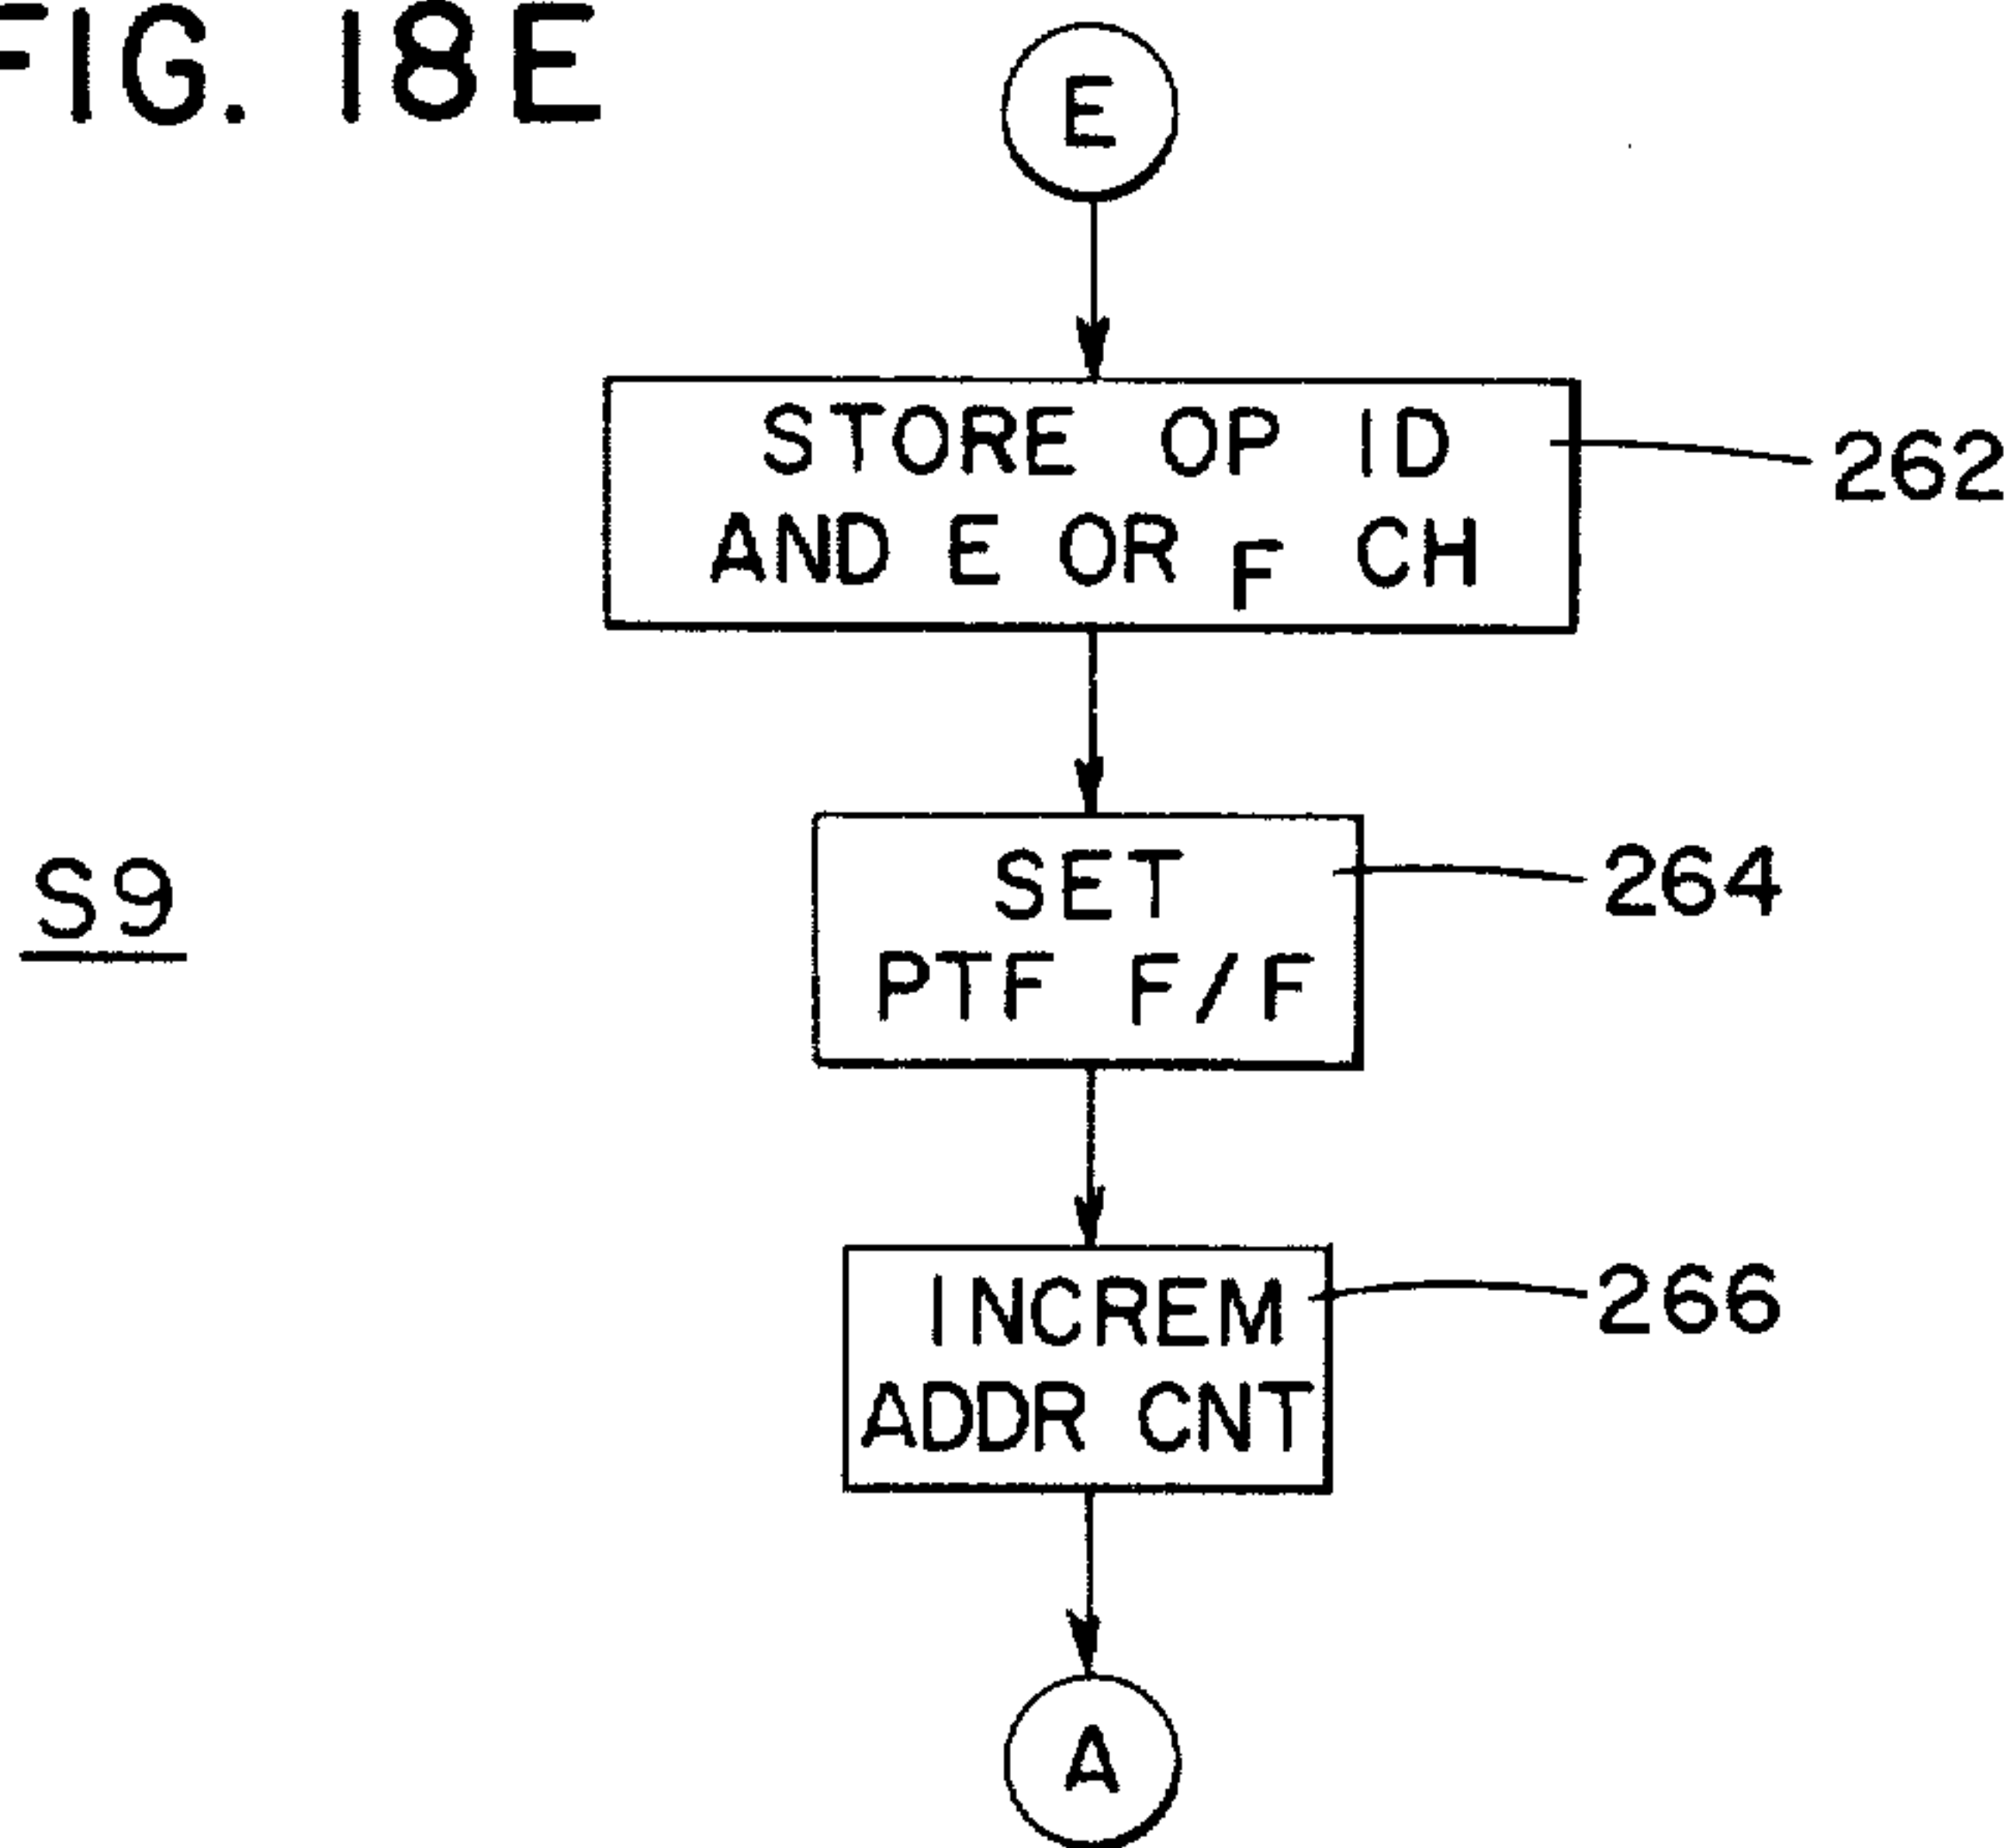 FIG. 18E
E
STORE OP ID
AND E OR F CH
262
SET
PTF F/F
264
S9
INCREM
ADDR CNT
266
A